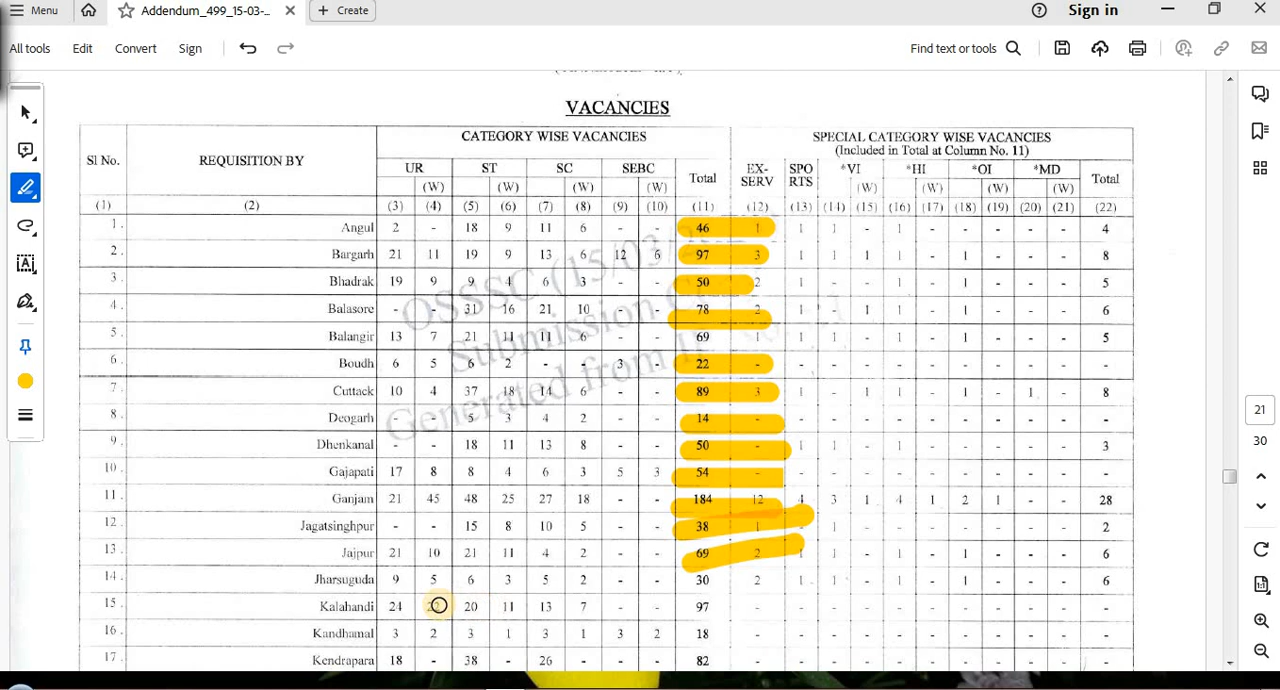 Menu Addendum_499_15-03-... Create Sign in
All tools Edit Convert Sign Find text or tools
VACANCIES
Sl No. REQUISITION BY CATEGORY WISE VACANCIES SPECIAL CATEGORY WISE VACANCIES
(Included in Total at Column No. 11)
UR ST SC SEBC Total EX-SERV SPORTS *VI *HI *OI *MD Total
(W) (W) (W) (W) (W) (W) (W) (W)
(1) (2) (3) (4) (5) (6) (7) (8) (9) (10) (11) (12) (13) (14) (15) (16) (17) (18) (19) (20) (21) (22)
1. Angul 2 - 18 9 11 6 - - 46 1 1 1 - 1 - - - - - 4
2. Bargarh 21 11 19 9 13 6 12 6 97 3 1 1 1 1 - 1 - - - 8
3. Bhadrak 19 9 9 4 6 3 - - 50 2 1 - - 1 - 1 - - - 5
4. Balasore - - 31 16 21 10 - - 78 2 1 - 1 1 - 1 - - - 6
5. Balangir 13 7 21 11 11 6 - - 69 1 1 1 - 1 - 1 - - - 5
6. Boudh 6 5 6 2 - - 3 - 22 - - - - - - - - - - -
7. Cuttack 10 4 37 18 14 6 - - 89 3 1 - 1 1 - 1 - 1 - 8
8. Deogarh - - 5 3 4 2 - - 14 - - - - - - - - - - -
9. Dhenkanal - - 18 11 13 8 - - 50 - 1 1 - 1 - - - - - 3
10. Gajapati 17 8 8 4 6 3 5 3 54 - - - - - - - - - - -
11. Ganjam 21 45 48 25 27 18 - - 184 12 4 3 1 4 1 2 1 - - 28
12. Jagatsinghpur - - 15 8 10 5 - - 38 1 - 1 - - - - - - - 2
13. Jajpur 21 10 21 11 4 2 - - 69 2 1 1 - 1 - 1 - - - 6
14. Jharsuguda 9 5 6 3 5 2 - - 30 2 1 1 - 1 - 1 - - - 6
15. Kalahandi 24 22 20 11 13 7 - - 97 - - - - - - - - - - -
16. Kandhamal 3 2 3 1 3 1 3 2 18 - - - - - - - - - - -
17. Kendrapara 18 - 38 - 26 - - - 82 - - - - - - - - - - -
OSSSC (15/03/
Submission
Generated from
21
30